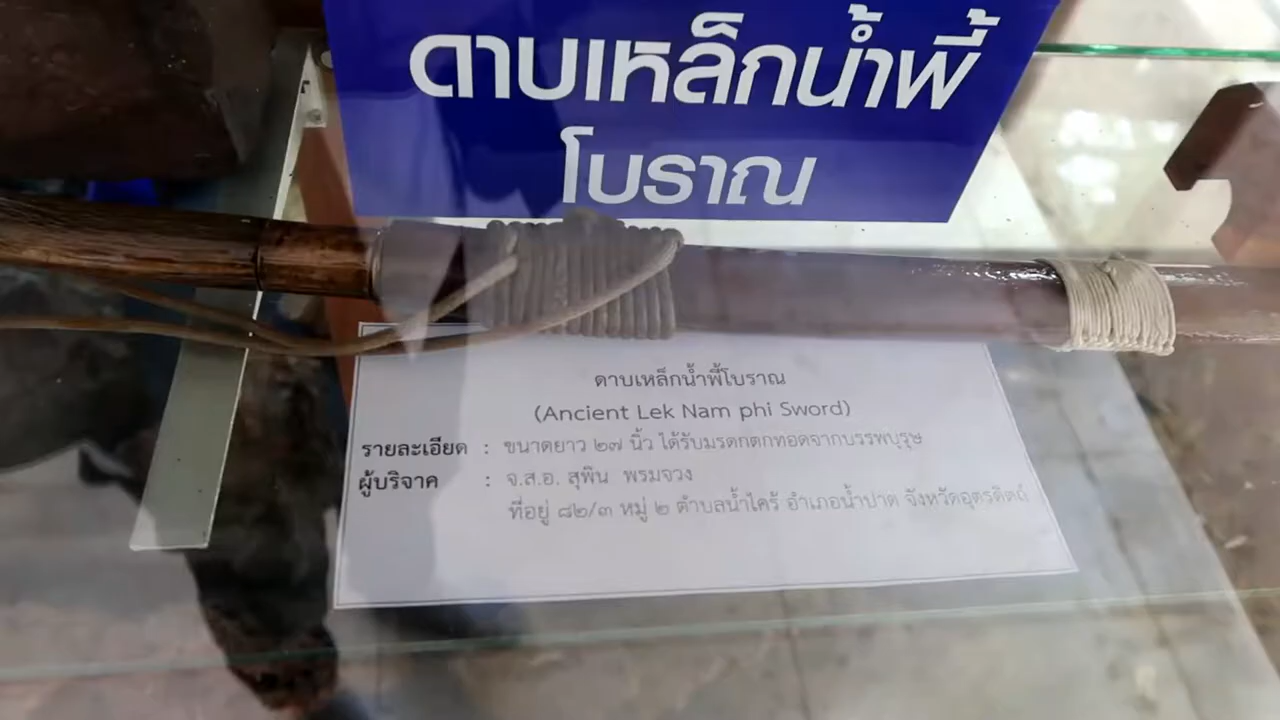 ดาบเหล็กน้ำพี้
โบราณ
ดาบเหล็กน้ำพี้โบราณ
(Ancient Lek Nam phi Sword)
รายละเอียด : ขนาดยาว ๒๗ นิ้ว ได้รับมรดกตกทอดจากบรรพบุรุษ
ผู้บริจาค : จ.ส.อ. สุพิน พรมจวง
ที่อยู่ ๘๒/๓ หมู่ ๒ ตำบลน้ำไคร้ อำเภอน้ำปาด จังหวัดอุตรดิตถ์